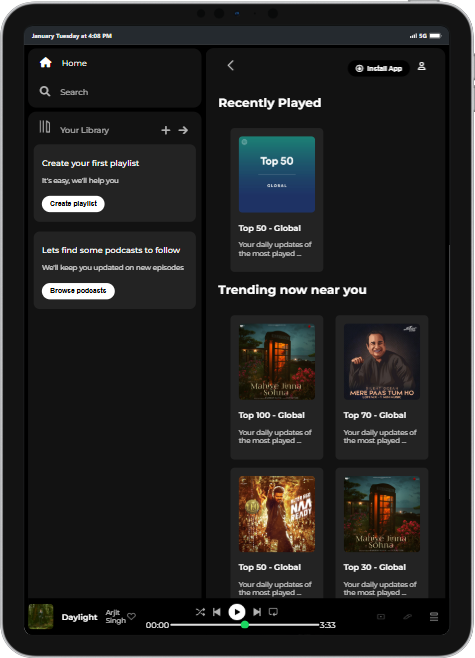 January Tuesday at 4:08 PM
5G
Home
Search
Your Library
Create your first playlist
It's easy, we'll help you
Create playlist
Lets find some podcasts to follow
We'll keep you updated on new episodes
Browse podcasts
Install App
Recently Played
Top 50
GLOBAL
Top 50 - Global
Your daily updates of
the most played ...
Trending now near you
Mahiye Jinna
Sohna
Top 100 - Global
Your daily updates of
the most played ...
MERE PAAS TUM HO
Top 70 - Global
Your daily updates of
the most played ...
NAA
READY
Top 50 - Global
Your daily updates of
the most played ...
Mahiye Jinna
Sohna
Top 30 - Global
Your daily updates of
the most played ...
Daylight
Arjit
Singh
00:00
3:33